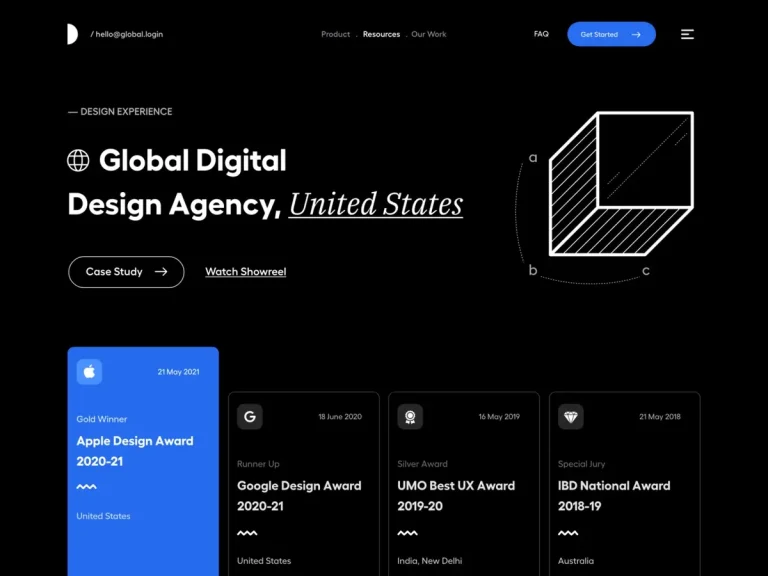 / hello@global.login
Product . Resources . Our Work
FAQ
Get Started
— DESIGN EXPERIENCE
Global Digital
Design Agency, United States
Case Study
Watch Showreel
a
b
c
21 May 2021
Gold Winner
Apple Design Award
2020-21
United States
G
18 June 2020
Runner Up
Google Design Award
2020-21
United States
16 May 2019
Silver Award
UMO Best UX Award
2019-20
India, New Delhi
21 May 2018
Special Jury
IBD National Award
2018-19
Australia